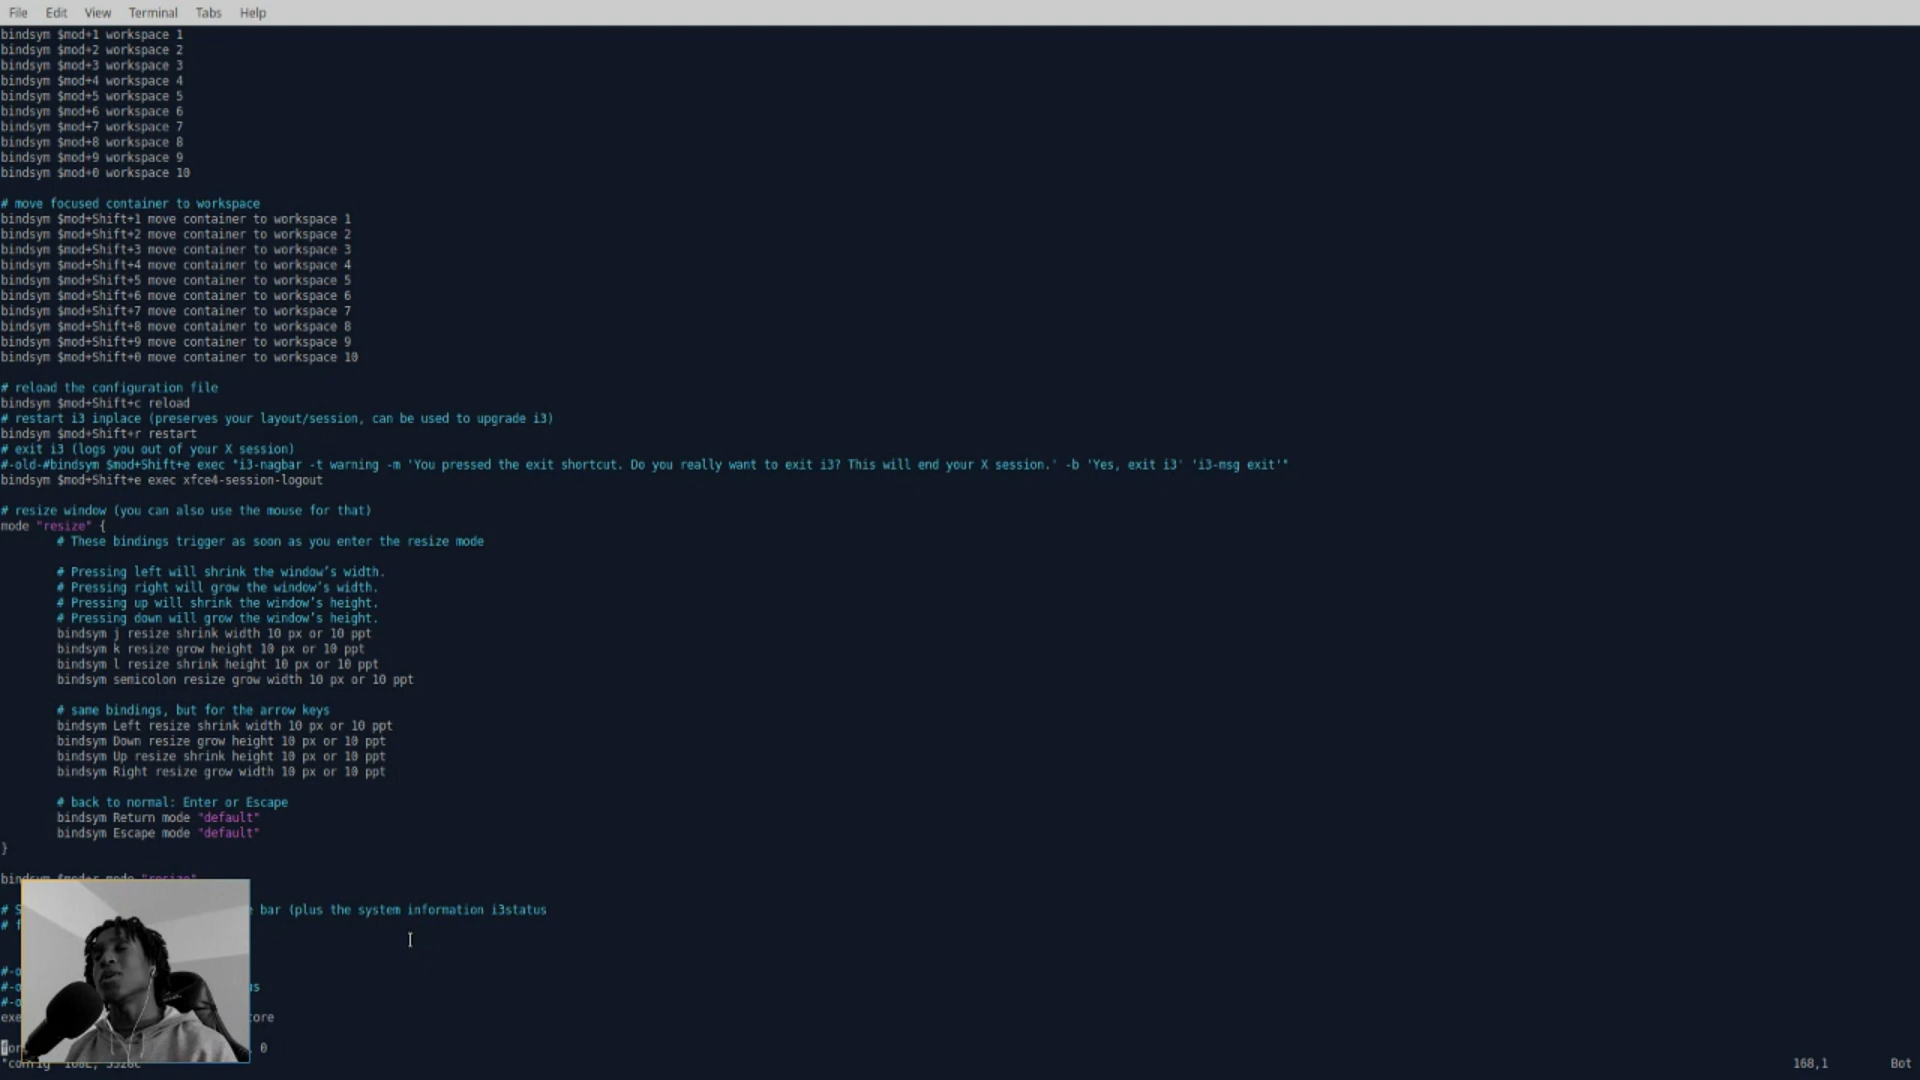 File Edit View Terminal Tabs Help
bindsym $mod+1 workspace 1
bindsym $mod+2 workspace 2
bindsym $mod+3 workspace 3
bindsym $mod+4 workspace 4
bindsym $mod+5 workspace 5
bindsym $mod+6 workspace 6
bindsym $mod+7 workspace 7
bindsym $mod+8 workspace 8
bindsym $mod+9 workspace 9
bindsym $mod+0 workspace 10
# move focused container to workspace
bindsym $mod+Shift+1 move container to workspace 1
bindsym $mod+Shift+2 move container to workspace 2
bindsym $mod+Shift+3 move container to workspace 3
bindsym $mod+Shift+4 move container to workspace 4
bindsym $mod+Shift+5 move container to workspace 5
bindsym $mod+Shift+6 move container to workspace 6
bindsym $mod+Shift+7 move container to workspace 7
bindsym $mod+Shift+8 move container to workspace 8
bindsym $mod+Shift+9 move container to workspace 9
bindsym $mod+Shift+0 move container to workspace 10
# reload the configuration file
bindsym $mod+Shift+c reload
# restart i3 inplace (preserves your layout/session, can be used to upgrade i3)
bindsym $mod+Shift+r restart
# exit i3 (logs you out of your X session)
#-old-#bindsym $mod+Shift+e exec "i3-nagbar -t warning -m 'You pressed the exit shortcut. Do you really want to exit i3? This will end your X session.' -b 'Yes, exit i3' 'i3-msg exit'"
bindsym $mod+Shift+e exec xfce4-session-logout
# resize window (you can also use the mouse for that)
mode "resize" {
# These bindings trigger as soon as you enter the resize mode
# Pressing left will shrink the window’s width.
# Pressing right will grow the window’s width.
# Pressing up will shrink the window’s height.
# Pressing down will grow the window’s height.
bindsym j resize shrink width 10 px or 10 ppt
bindsym k resize grow height 10 px or 10 ppt
bindsym l resize shrink height 10 px or 10 ppt
bindsym semicolon resize grow width 10 px or 10 ppt
# same bindings, but for the arrow keys
bindsym Left resize shrink width 10 px or 10 ppt
bindsym Down resize grow height 10 px or 10 ppt
bindsym Up resize shrink height 10 px or 10 ppt
bindsym Right resize grow width 10 px or 10 ppt
# back to normal: Enter or Escape
bindsym Return mode "default"
bindsym Escape mode "default"
}
bindsym $mod+r mode "resize"
# S bar (plus the system information i3status
# f
#-o
#-o us
#-o
exe core
for 0
"config" 168L,
168,1 Bot